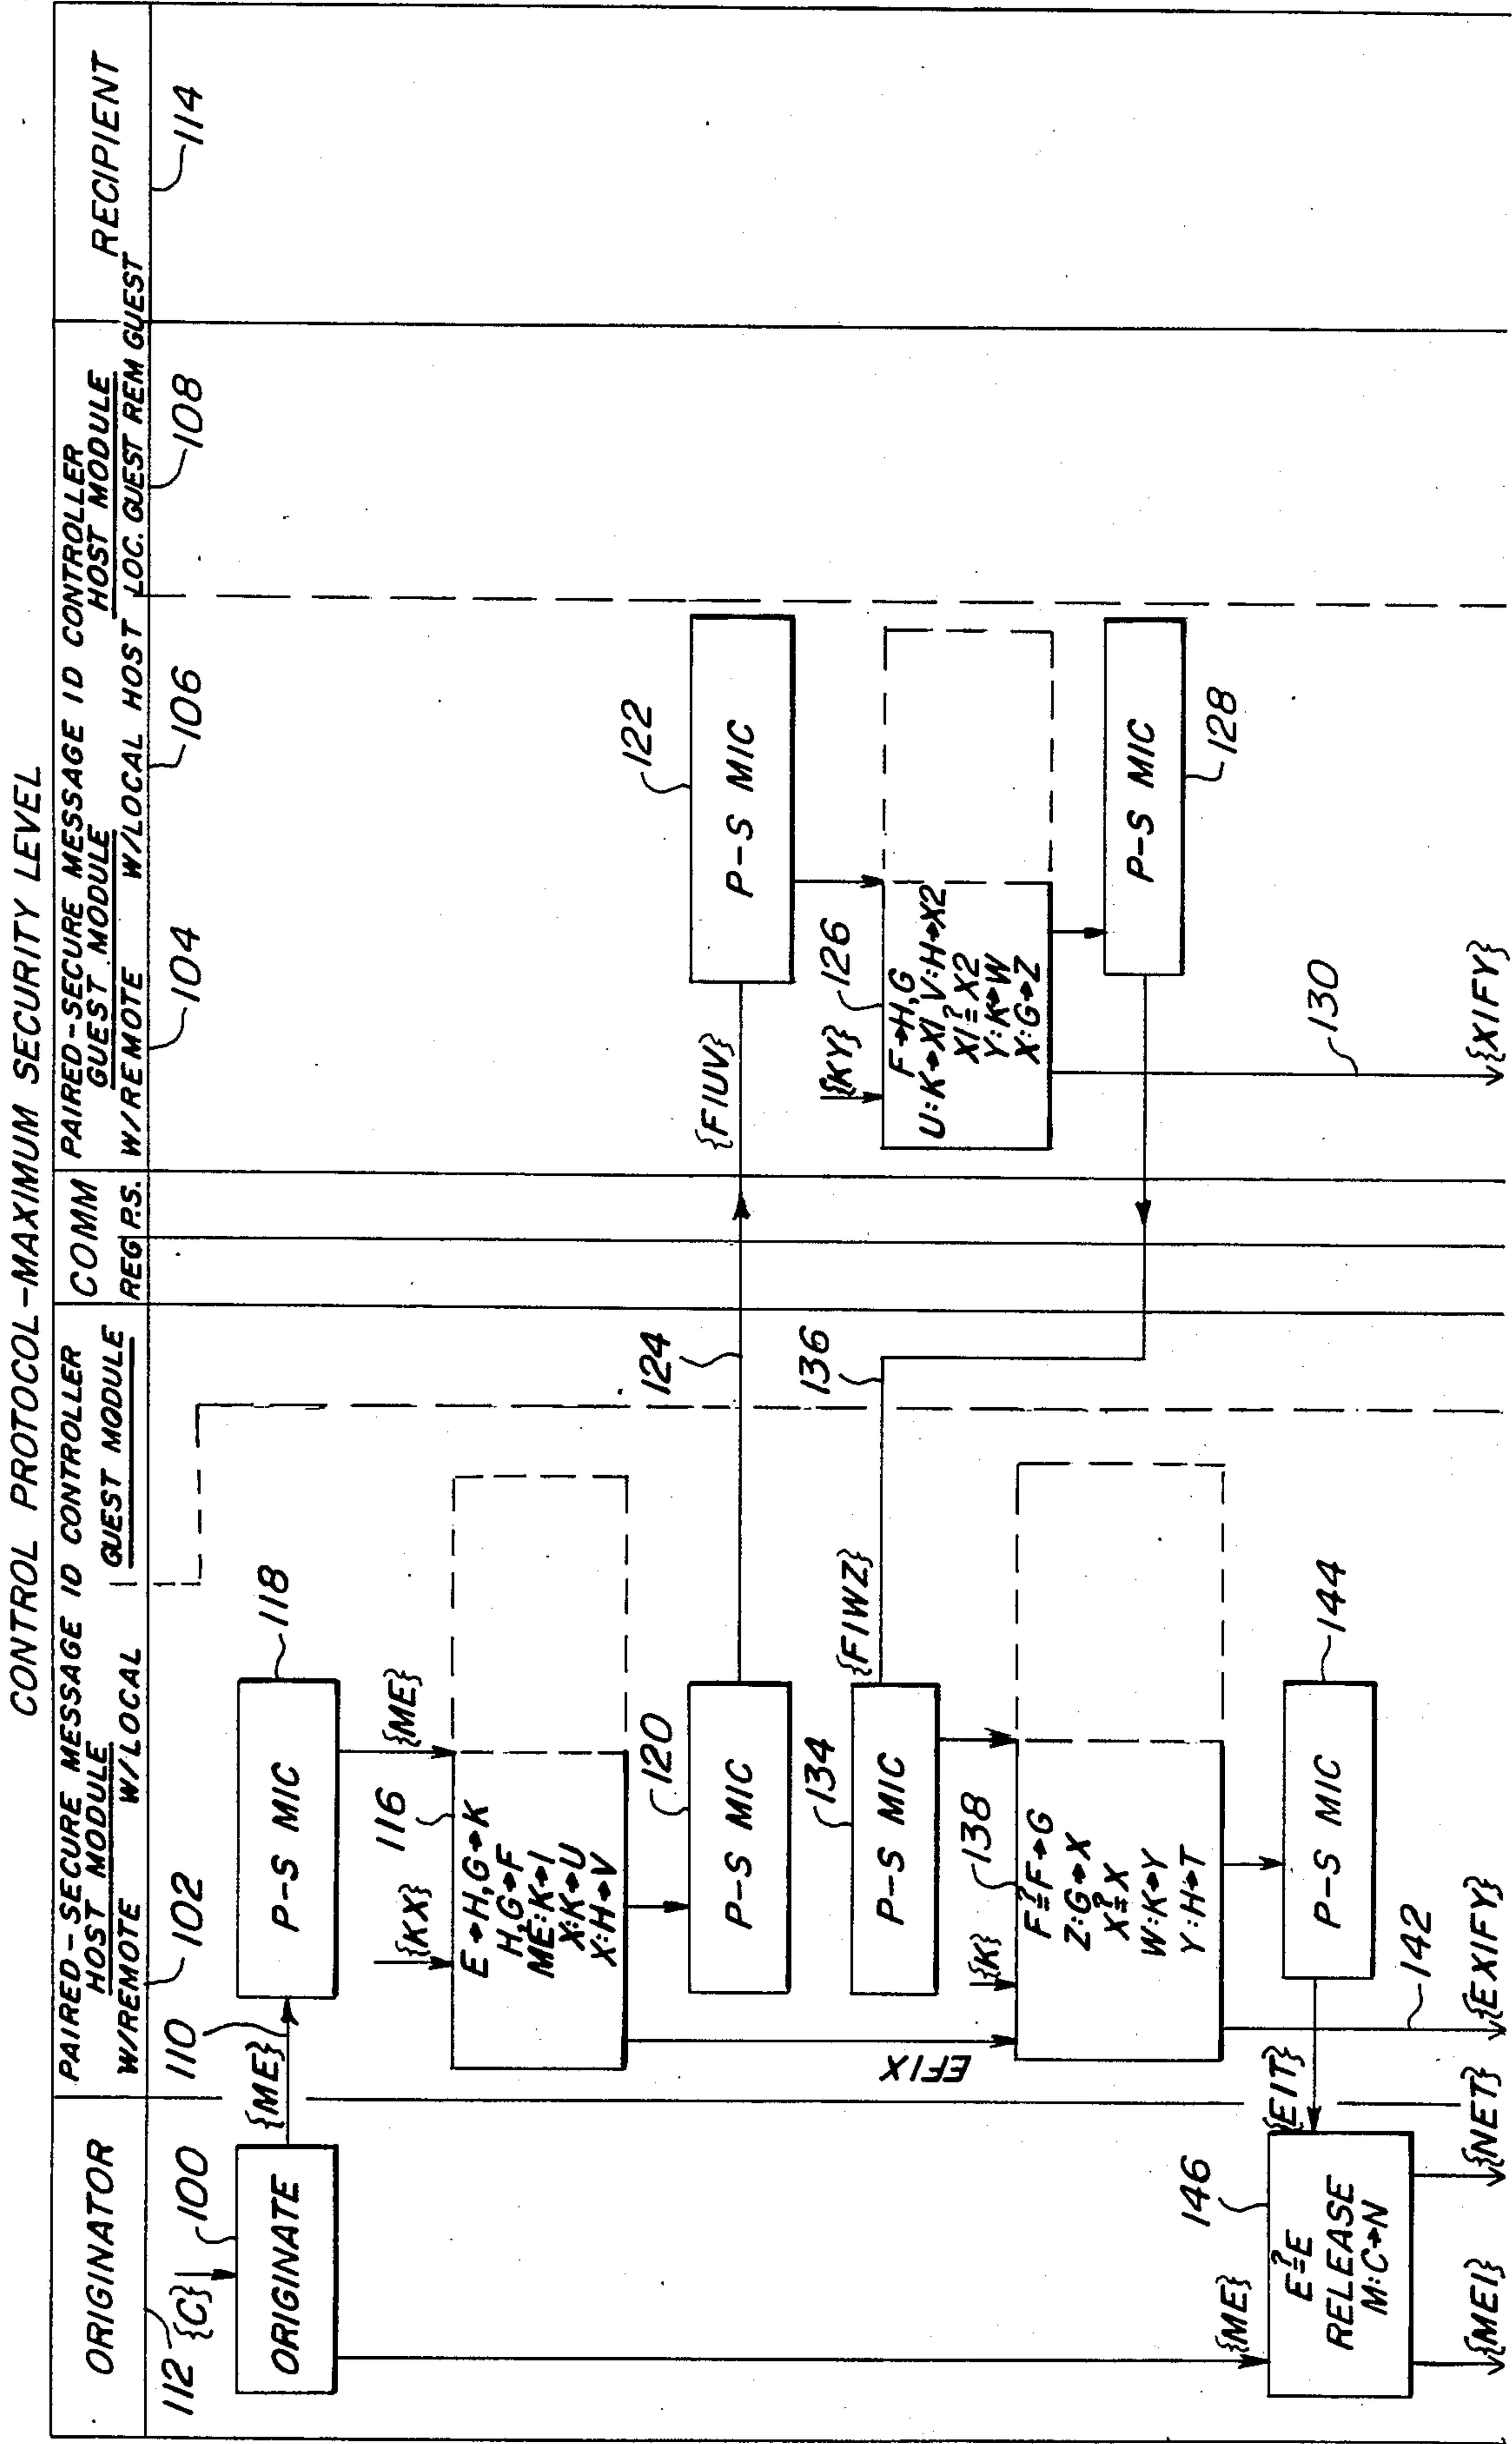 CONTROL PROTOCOL-MAXIMUM SECURITY LEVEL
ORIGINATOR
PAIRED-SECURE MESSAGE ID CONTROLLER
HOST MODULE
W/REMOTE W/LOCAL
GUEST MODULE
COMM
REG P.S.
PAIRED-SECURE MESSAGE ID CONTROLLER
GUEST MODULE
W/REMOTE W/LOCAL HOST
HOST MODULE
LOC. GUEST REM GUEST
RECIPIENT
112
102
104
106
108
114
{C}
100
ORIGINATE
{ME}
110
P-S MIC
118
{KX}
116
{ME}
E→H,G→K
H,G→F
ME:K→I
X:K→U
X:H→V
120
P-S MIC
124
{FIUV}
P-S MIC
122
EFIX
134
P-S MIC
{FIWZ}
136
{KY}
126
F→H,G
U:K→X1,V:H→X2
X1≟X2
Y:K→W
X:G→Z
{K}
138
F≟F→G
Z:G→X
X≟X
W:K→Y
Y:H→T
P-S MIC
128
P-S MIC
144
{ME}
146
{EIT}
E≟E
RELEASE
M:C→N
142
130
{MEI}
{NET}
{EXIFY}
{XIFY}